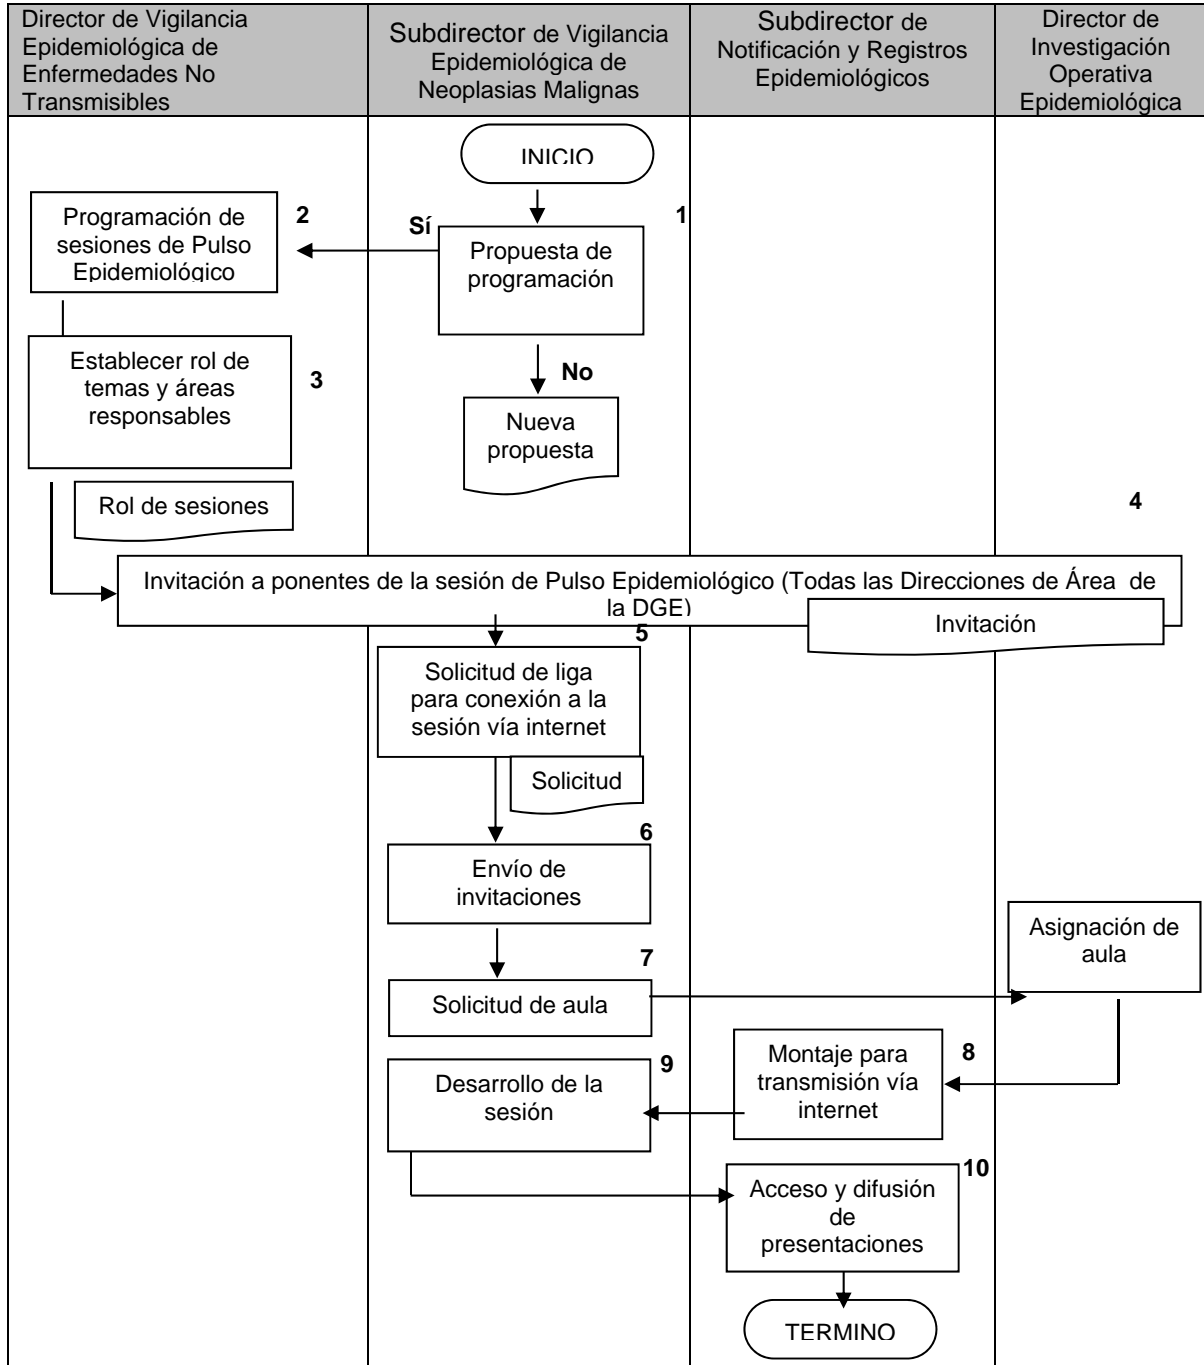 Director de Vigilancia
Epidemiológica de
Enfermedades No
Transmisibles
Subdirector de Vigilancia
Epidemiológica de
Neoplasias Malignas
Subdirector de
Notificación y Registros
Epidemiológicos
Director de
Investigación
Operativa
Epidemiológica
INICIO
1
Propuesta de
programación
Sí
2
Programación de
sesiones de Pulso
Epidemiológico
No
Nueva
propuesta
3
Establecer rol de
temas y áreas
responsables
Rol de sesiones
4
Invitación a ponentes de la sesión de Pulso Epidemiológico (Todas las Direcciones de Área de
la DGE)
Invitación
5
Solicitud de liga
para conexión a la
sesión vía internet
Solicitud
6
Envío de
invitaciones
7
Solicitud de aula
Asignación de
aula
8
Montaje para
transmisión vía
internet
9
Desarrollo de la
sesión
10
Acceso y difusión
de
presentaciones
TERMINO